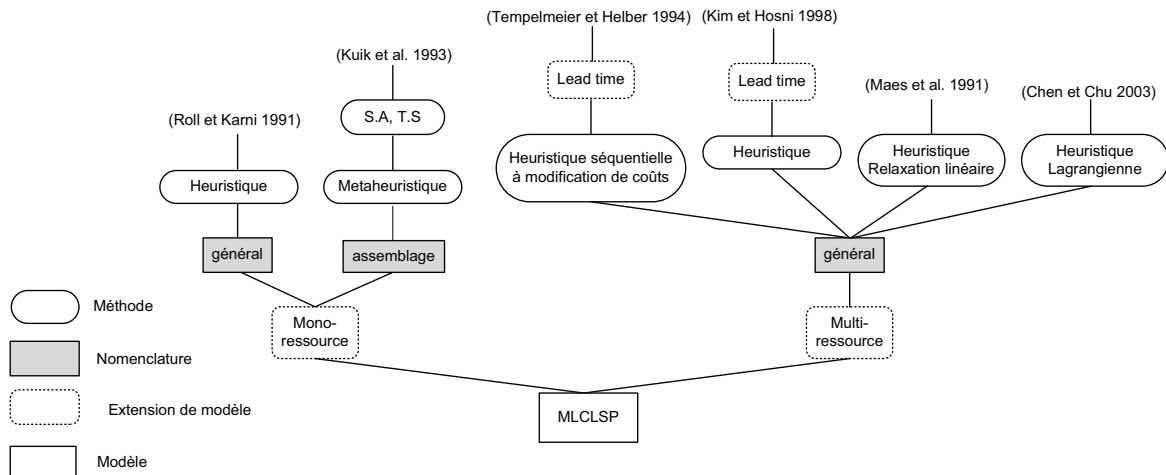 (Tempelmeier et Helber 1994)
(Kim et Hosni 1998)
(Kuik et al. 1993)
Lead time
Lead time
(Maes et al. 1991)
(Chen et Chu 2003)
(Roll et Karni 1991)
S.A, T.S
Heuristique séquentielle
à modification de coûts
Heuristique
Heuristique
Relaxation linéaire
Heuristique
Lagrangienne
Heuristique
Metaheuristique
général
assemblage
général
Méthode
Mono-
ressource
Multi-
ressource
Nomenclature
Extension de modèle
MLCLSP
Modèle